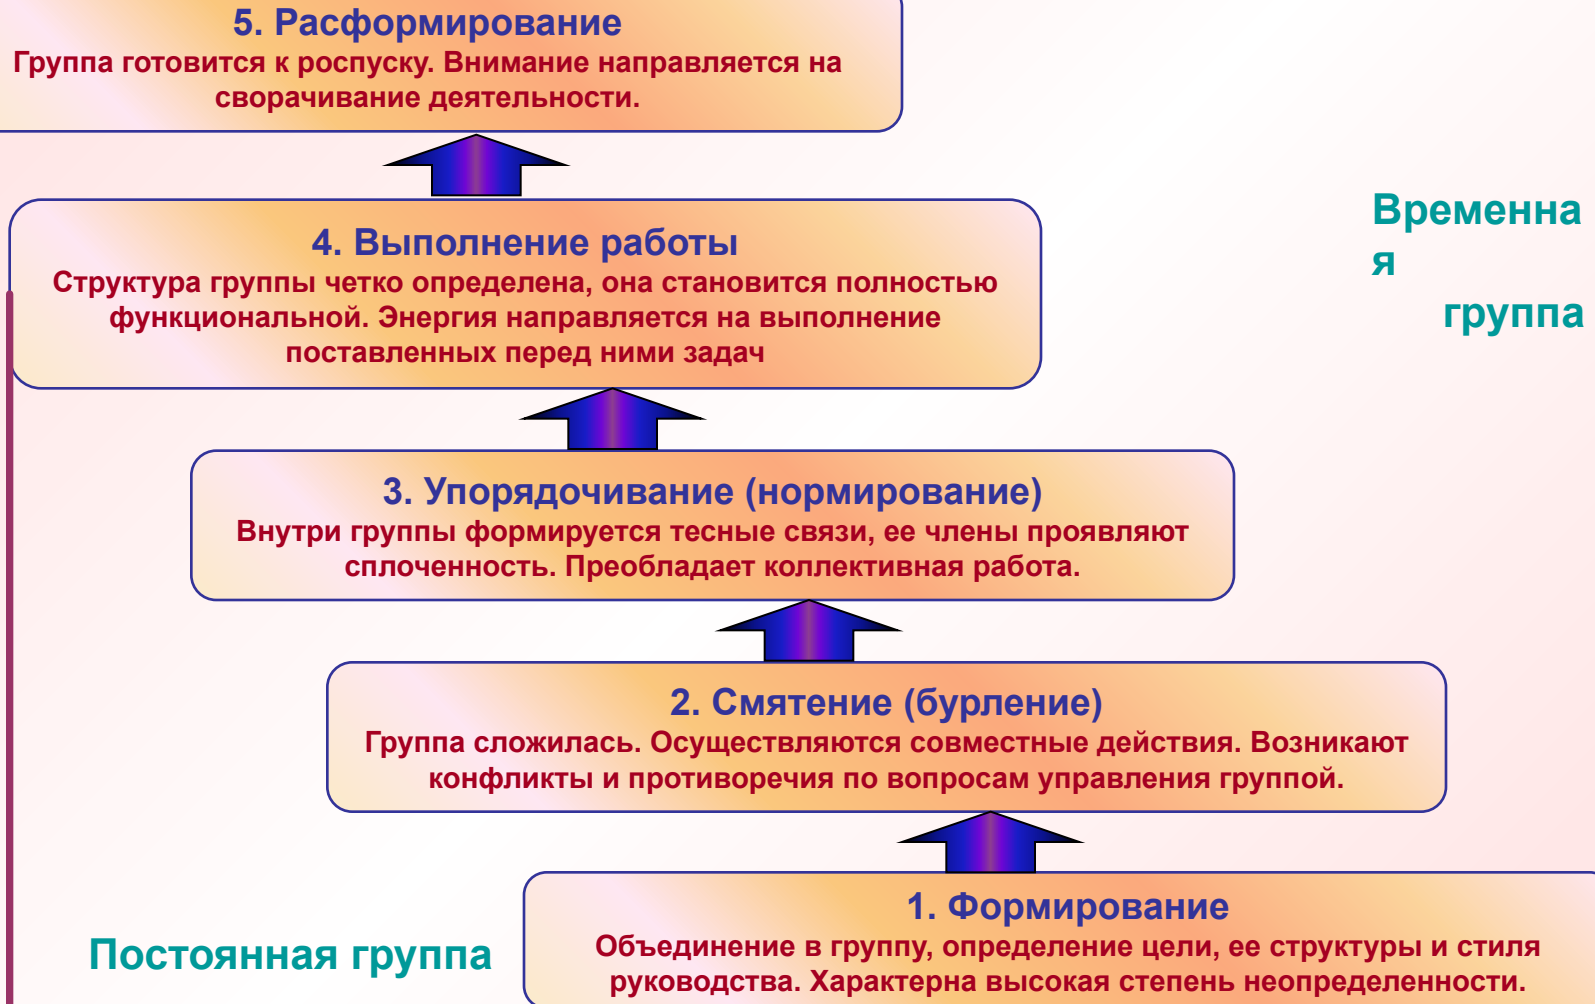 5. Расформирование
Группа готовится к роспуску. Внимание направляется на
сворачивание деятельности.
Временна
я
группа
4. Выполнение работы
Структура группы четко определена, она становится полностью
функциональной. Энергия направляется на выполнение
поставленных перед ними задач
3. Упорядочивание (нормирование)
Внутри группы формируется тесные связи, ее члены проявляют
сплоченность. Преобладает коллективная работа.
2. Смятение (бурление)
Группа сложилась. Осуществляются совместные действия. Возникают
конфликты и противоречия по вопросам управления группой.
1. Формирование
Объединение в группу, определение цели, ее структуры и стиля
руководства. Характерна высокая степень неопределенности.
Постоянная группа